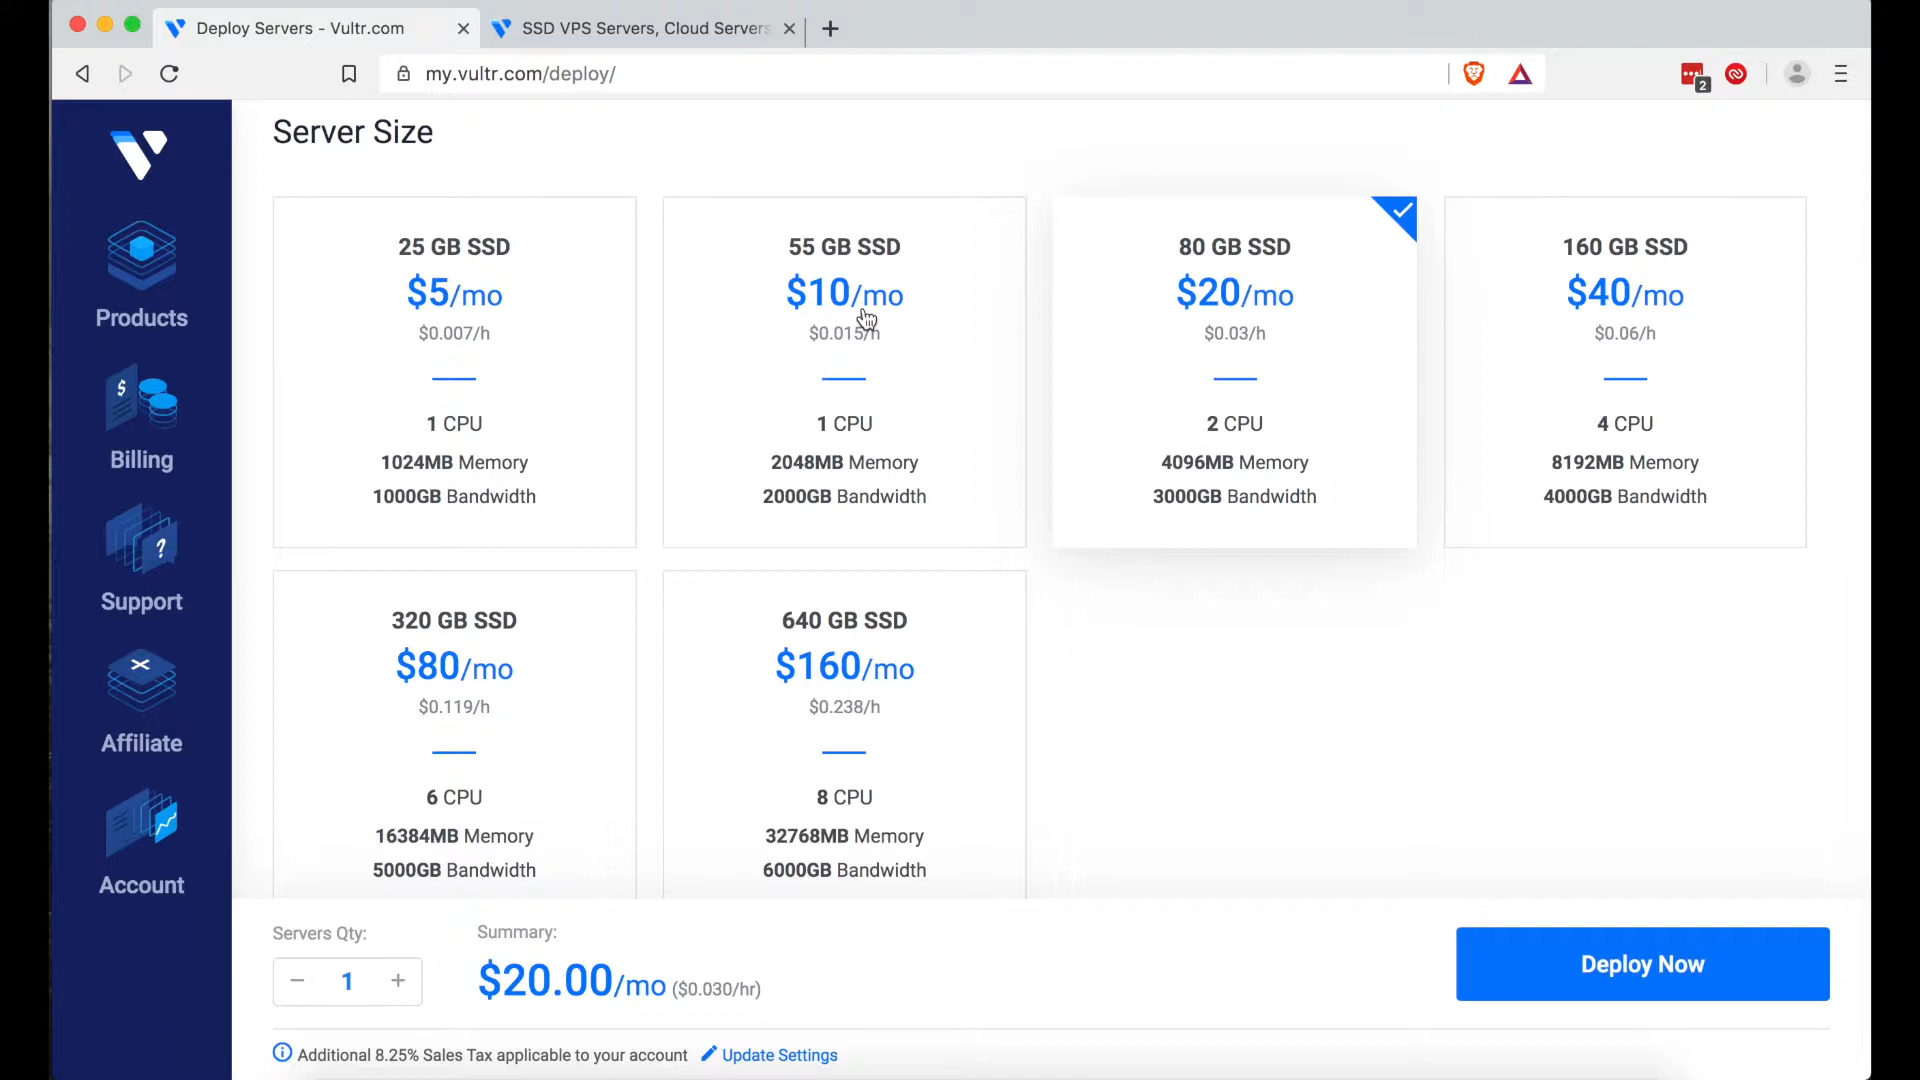 Deploy Servers - Vultr.com
SSD VPS Servers, Cloud Servers
my.vultr.com/deploy/
2
Products
Billing
Support
Affiliate
Account
Server Size
25 GB SSD
$5/mo
$0.007/h
1 CPU
1024MB Memory
1000GB Bandwidth
55 GB SSD
$10/mo
$0.015/h
1 CPU
2048MB Memory
2000GB Bandwidth
80 GB SSD
$20/mo
$0.03/h
2 CPU
4096MB Memory
3000GB Bandwidth
160 GB SSD
$40/mo
$0.06/h
4 CPU
8192MB Memory
4000GB Bandwidth
320 GB SSD
$80/mo
$0.119/h
6 CPU
16384MB Memory
5000GB Bandwidth
640 GB SSD
$160/mo
$0.238/h
8 CPU
32768MB Memory
6000GB Bandwidth
Servers Qty:
− 1 +
Summary:
$20.00/mo ($0.030/hr)
Deploy Now
Additional 8.25% Sales Tax applicable to your account Update Settings